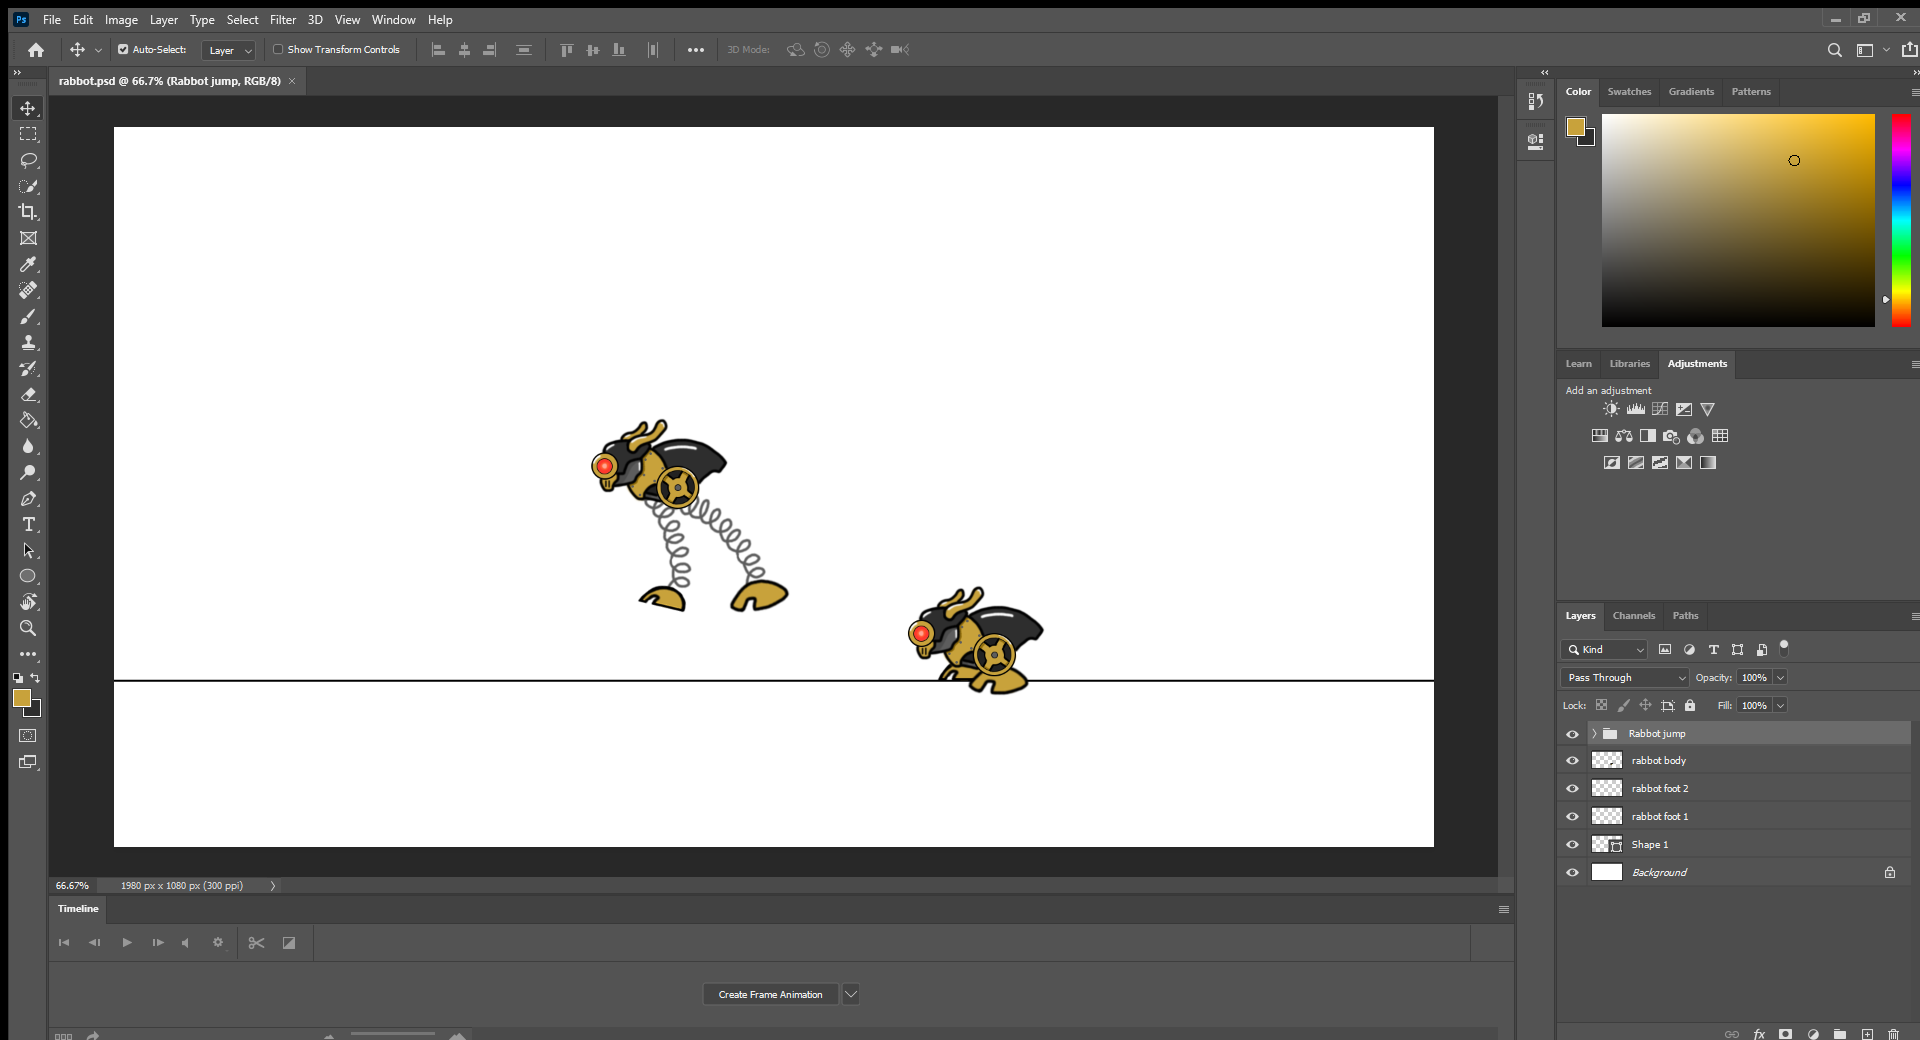 Ps File Edit Image Layer Type Select Filter 3D View Window Help
Auto-Select: Layer Show Transform Controls 3D Mode:
rabbot.psd @ 66.7% (Rabbot jump, RGB/8)
Color Swatches Gradients Patterns
Learn Libraries Adjustments
Add an adjustment
Layers Channels Paths
Kind
Pass Through Opacity: 100%
Lock: Fill: 100%
Rabbot jump
rabbot body
rabbot foot 2
rabbot foot 1
Shape 1
Background
fx
66.67% 1980 px x 1080 px (300 ppi)
Timeline
Create Frame Animation